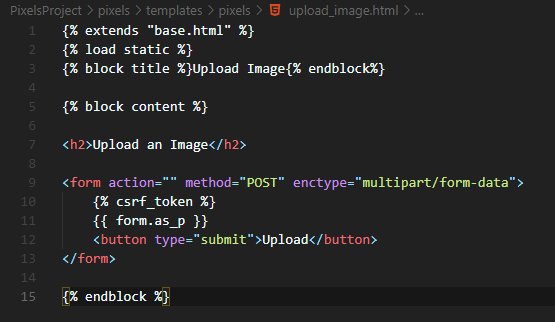 PixelsProject > pixels > templates > pixels > upload_image.html > ...
1 {% extends "base.html" %}
2 {% load static %}
3 {% block title %}Upload Image{% endblock%}
4
5 {% block content %}
6
7 <h2>Upload an Image</h2>
8
9 <form action="" method="POST" enctype="multipart/form-data">
10 {% csrf_token %}
11 {{ form.as_p }}
12 <button type="submit">Upload</button>
13 </form>
14
15 {% endblock %}